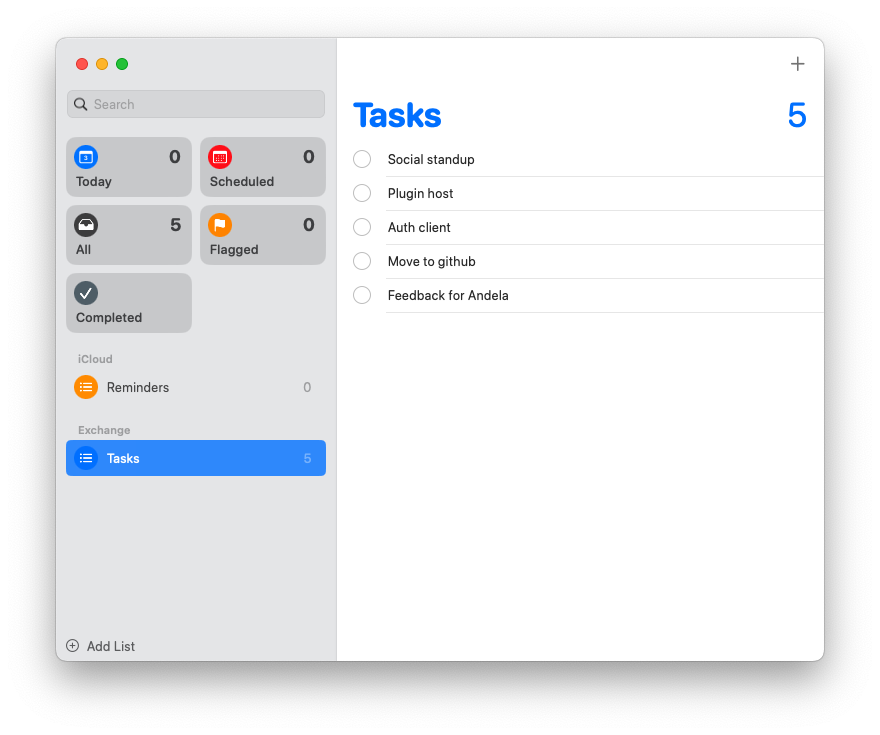 Search
3
0
Today
0
Scheduled
5
All
0
Flagged
Completed
iCloud
Reminders
0
Exchange
Tasks
5
Add List
Tasks
5
Social standup
Plugin host
Auth client
Move to github
Feedback for Andela